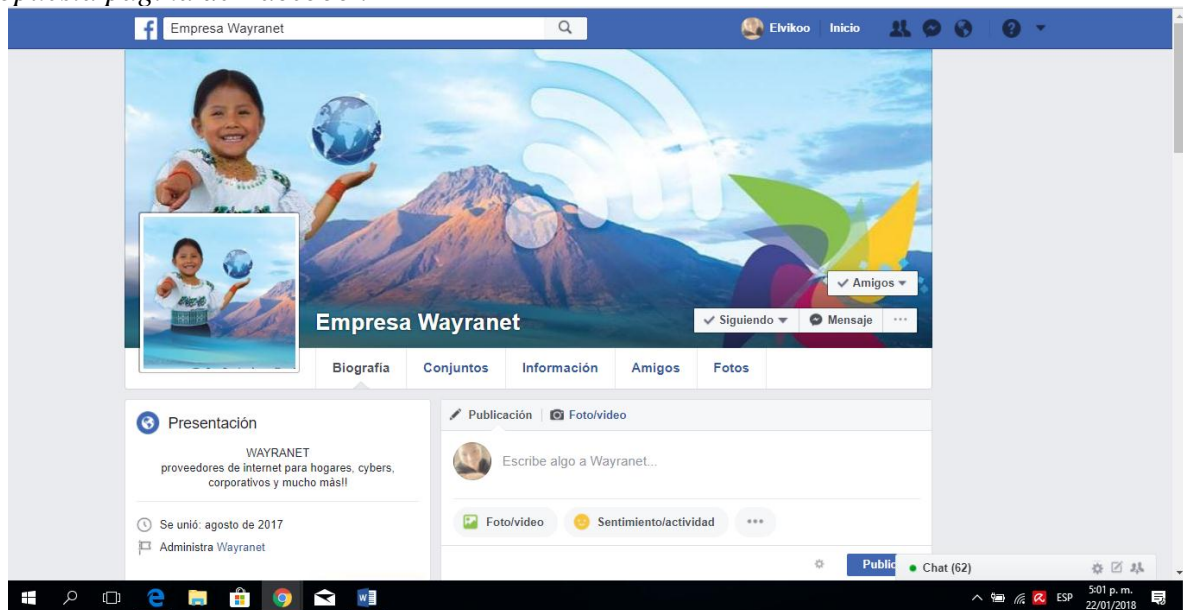 Empresa Wayranet
Elvikoo Inicio
Amigos
Empresa Wayranet
Siguiendo Mensaje ...
Biografía Conjuntos Información Amigos Fotos
Presentación
WAYRANET
proveedores de internet para hogares, cybers,
corporativos y mucho más!!
Se unió: agosto de 2017
Administra Wayranet
Publicación Foto/video
Escribe algo a Wayranet...
Foto/video Sentimiento/actividad
Chat (62)
ESP
5:01 p. m.
22/01/2018